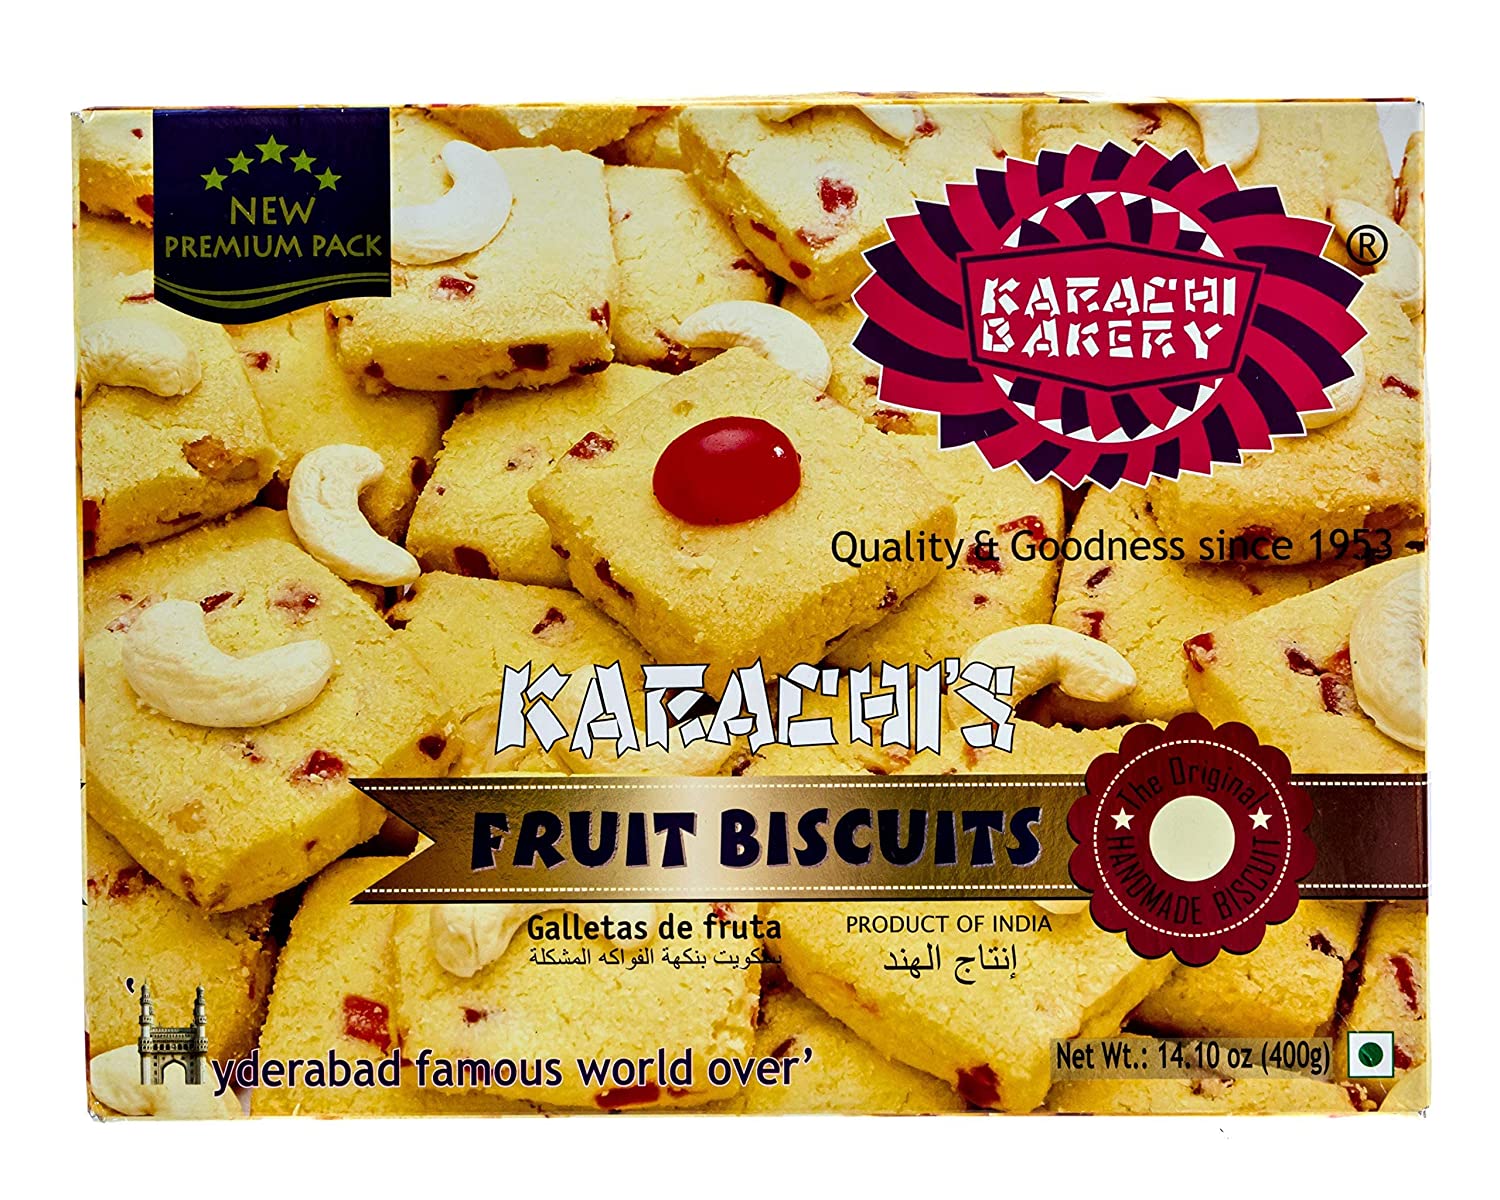 NEW
PREMIUM PACK
KARACHI
BAKERY
®
Quality & Goodness since 1953
KARACHI'S
FRUIT BISCUITS
The Original
HANDMADE BISCUIT
Galletas de fruta
بسكويت بنكهة الفواكه المشكلة
PRODUCT OF INDIA
إنتاج الهند
'Hyderabad famous world over'
Net Wt.: 14.10 oz (400g)